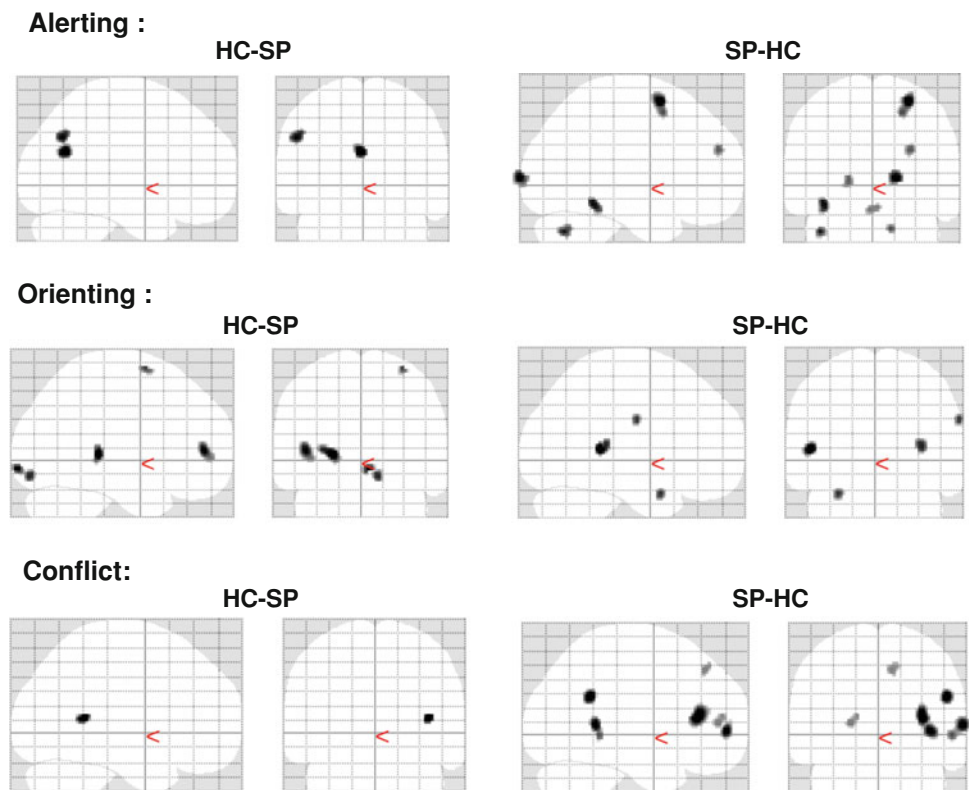 Alerting :
HC-SP SP-HC
Orienting :
HC-SP SP-HC
Conflict:
HC-SP SP-HC